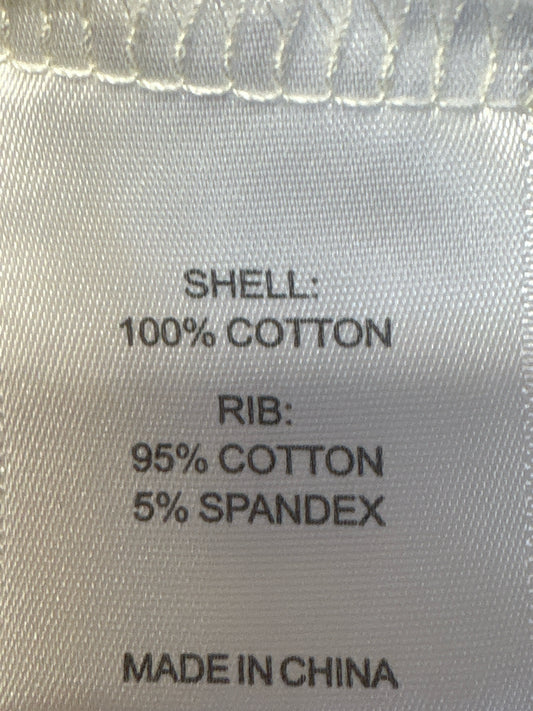 SHELL:
100% COTTON
RIB:
95% COTTON
5% SPANDEX
MADE IN CHINA